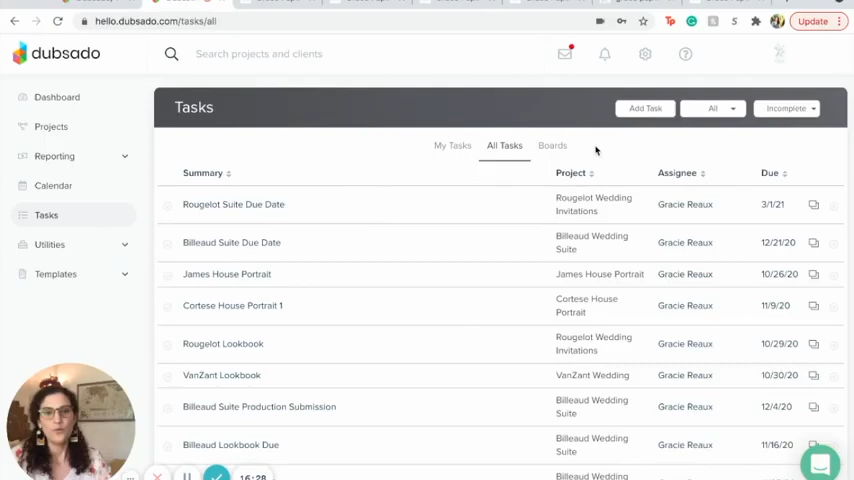 hello.dubsado.com/tasks/all
Update
dubsado
Search projects and clients
Dashboard
Projects
Reporting
Calendar
Tasks
Utilities
Templates
Tasks
Add Task
All
Incomplete
My Tasks
All Tasks
Boards
Summary
Project
Assignee
Due
Rougelot Suite Due Date
Rougelot Wedding
Invitations
Gracie Reaux
3/1/21
Billeaud Suite Due Date
Billeaud Wedding
Suite
Gracie Reaux
12/21/20
James House Portrait
James House Portrait
Gracie Reaux
10/26/20
Cortese House Portrait 1
Cortese House
Portrait
Gracie Reaux
11/9/20
Rougelot Lookbook
Rougelot Wedding
Invitations
Gracie Reaux
10/29/20
VanZant Lookbook
VanZant Wedding
Gracie Reaux
10/30/20
Billeaud Suite Production Submission
Billeaud Wedding
Suite
Gracie Reaux
12/4/20
Billeaud Lookbook Due
Billeaud Wedding
Suite
Gracie Reaux
11/16/20
Billeaud Wedding
16:28